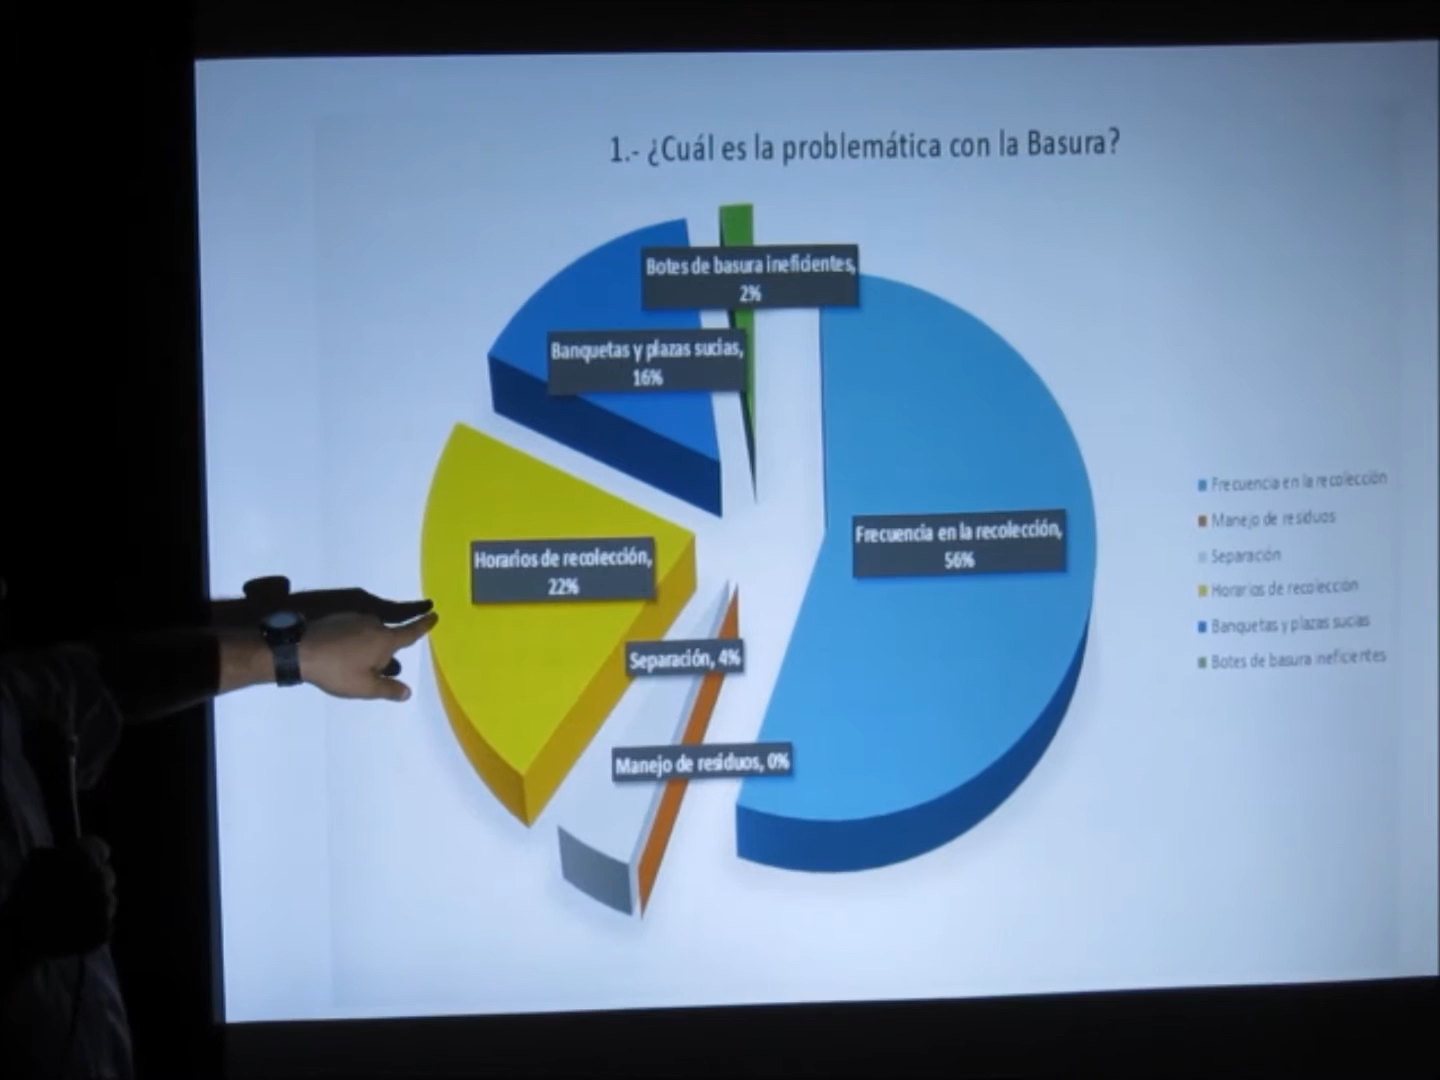 1.- ¿Cuál es la problemática con la Basura?
Botes de basura ineficientes,
2%
Banquetas y plazas sucias,
16%
Frecuencia en la recolección,
56%
Horarios de recolección,
22%
Separación, 4%
Manejo de residuos, 0%
Frecuencia en la recolección
Manejo de residuos
Separación
Horarios de recolección
Banquetas y plazas sucias
Botes de basura ineficientes